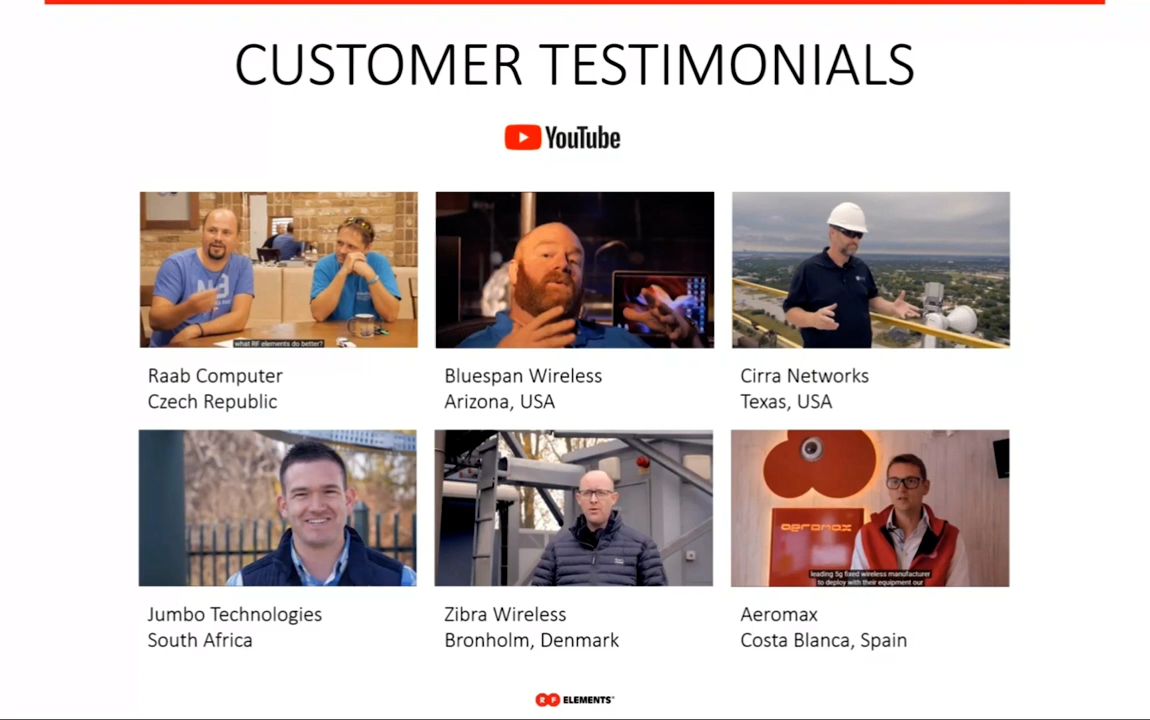 CUSTOMER TESTIMONIALS
YouTube
what RF elements do better?
Raab Computer
Czech Republic
Bluespan Wireless
Arizona, USA
Cirra Networks
Texas, USA
aeromax
leading 5g fixed wireless manufacturer
to deploy with their equipment our
Jumbo Technologies
South Africa
Zibra Wireless
Bronholm, Denmark
Aeromax
Costa Blanca, Spain
RF ELEMENTS